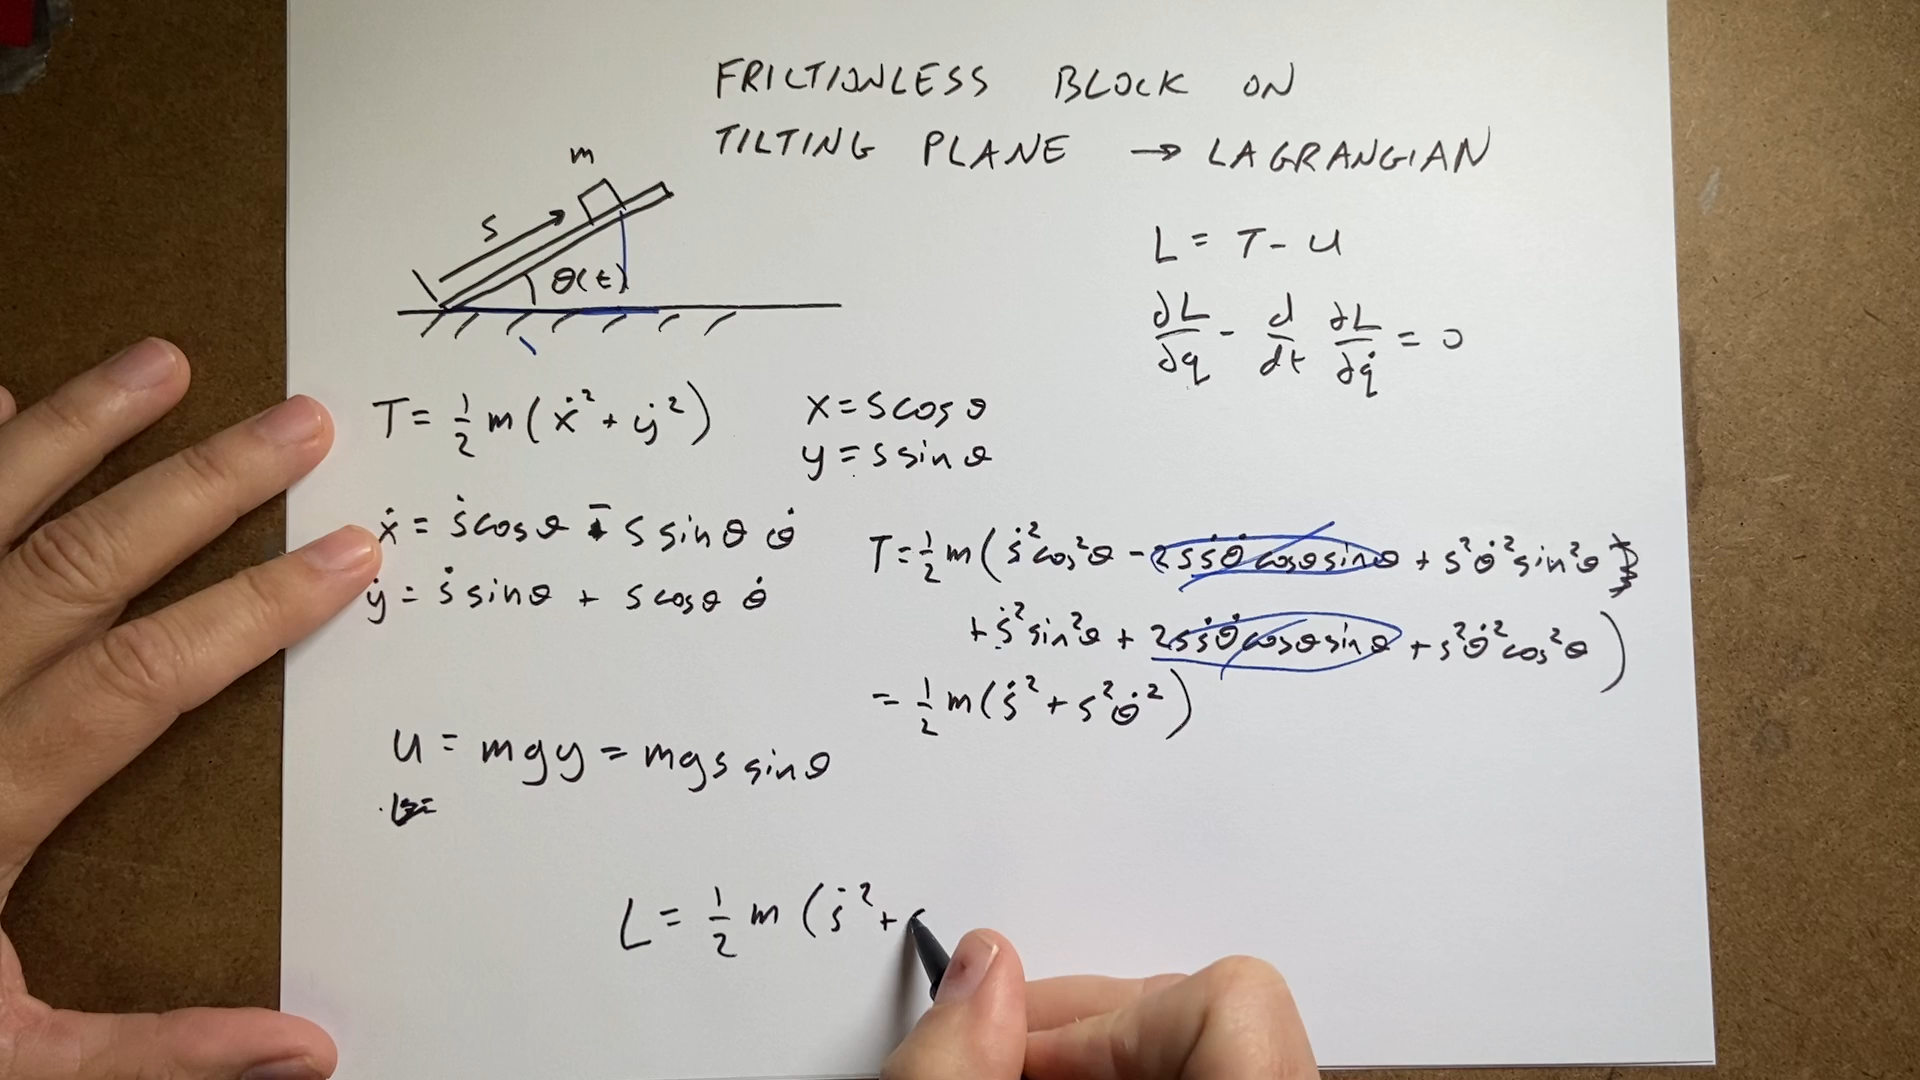 FRICTIONLESS BLOCK ON
TILTING PLANE → LAGRANGIAN
m
s
θ(t)
L = T - U
∂L/∂q - d/dt ∂L/∂q̇ = 0
T = 1/2 m (ẋ² + ẏ²)
x = s cos θ
y = s sin θ
ẋ = ṡ cos θ - s sin θ θ̇
ẏ = ṡ sin θ + s cos θ θ̇
T = 1/2 m (ṡ² cos² θ - 2 s ṡ θ̇ cos θ sin θ + s² θ̇² sin² θ
+ ṡ² sin² θ + 2 s ṡ θ̇ cos θ sin θ + s² θ̇² cos² θ)
= 1/2 m (ṡ² + s² θ̇²)
U = mgy = mgs sin θ
L = 1/2 m (ṡ² +